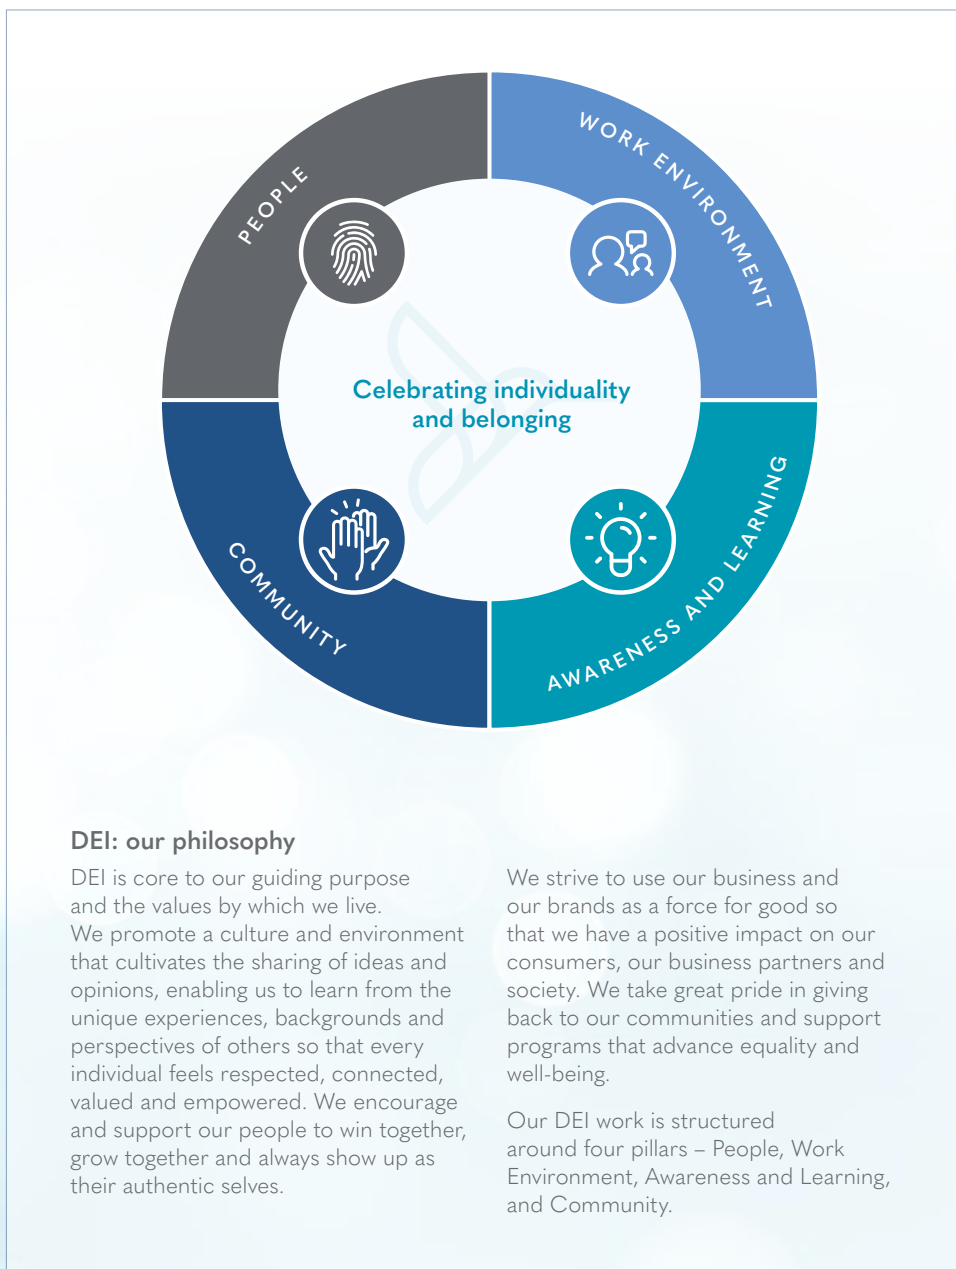 PEOPLE
WORK ENVIRONMENT
Celebrating individuality
and belonging
COMMUNITY
AWARENESS AND LEARNING
DEI: our philosophy
DEI is core to our guiding purpose
and the values by which we live.
We promote a culture and environment
that cultivates the sharing of ideas and
opinions, enabling us to learn from the
unique experiences, backgrounds and
perspectives of others so that every
individual feels respected, connected,
valued and empowered. We encourage
and support our people to win together,
grow together and always show up as
their authentic selves.
We strive to use our business and
our brands as a force for good so
that we have a positive impact on our
consumers, our business partners and
society. We take great pride in giving
back to our communities and support
programs that advance equality and
well-being.
Our DEI work is structured
around four pillars – People, Work
Environment, Awareness and Learning,
and Community.